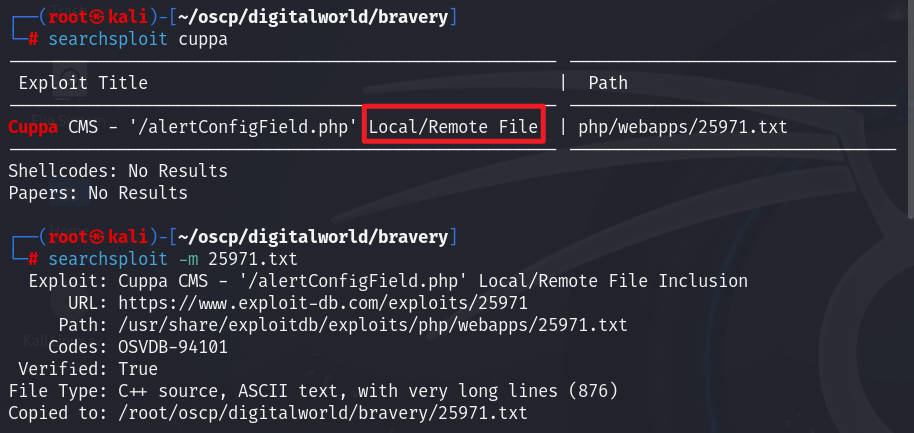 ┌──(root㉿kali)-[~/oscp/digitalworld/bravery]
└─# searchsploit cuppa
Exploit Title | Path
Cuppa CMS - '/alertConfigField.php' Local/Remote File | php/webapps/25971.txt
Shellcodes: No Results
Papers: No Results
┌──(root㉿kali)-[~/oscp/digitalworld/bravery]
└─# searchsploit -m 25971.txt
Exploit: Cuppa CMS - '/alertConfigField.php' Local/Remote File Inclusion
URL: https://www.exploit-db.com/exploits/25971
Path: /usr/share/exploitdb/exploits/php/webapps/25971.txt
Codes: OSVDB-94101
Verified: True
File Type: C++ source, ASCII text, with very long lines (876)
Copied to: /root/oscp/digitalworld/bravery/25971.txt